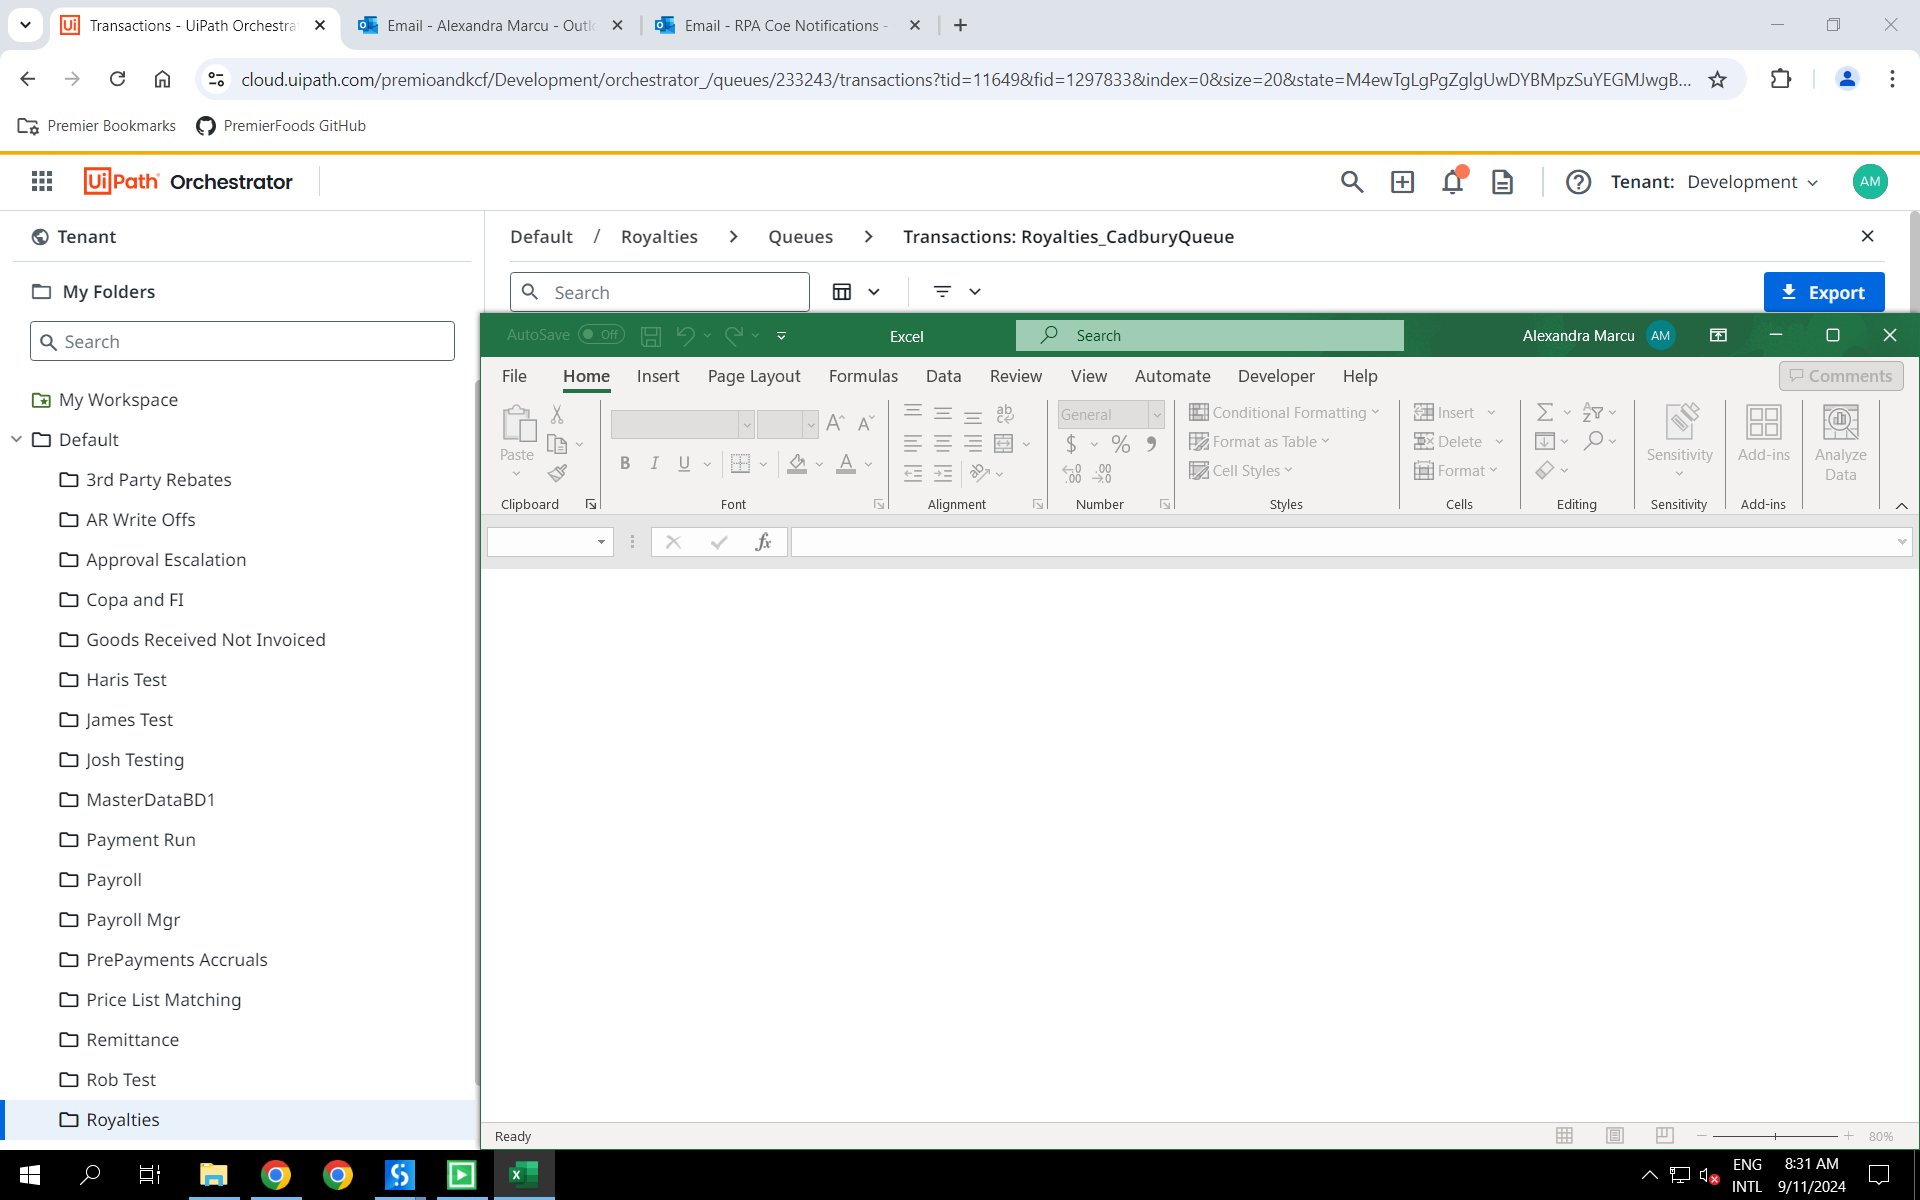 Transactions - UiPath Orchestra
Email - Alexandra Marcu - Outl
Email - RPA Coe Notifications -
cloud.uipath.com/premioandkcf/Development/orchestrator_/queues/233243/transactions?tid=11649&fid=1297833&index=0&size=20&state=M4ewTgLgPgZglgUwDYBMpzSuYEGMJwgB...
Premier Bookmarks
PremierFoods GitHub
UiPath Orchestrator
Tenant: Development
AM
Tenant
Default / Royalties > Queues > Transactions: Royalties_CadburyQueue
My Folders
Search
Export
Search
AutoSave Off
Excel
Search
Alexandra Marcu AM
File Home Insert Page Layout Formulas Data Review View Automate Developer Help
Comments
Paste
General
Conditional Formatting
Format as Table
Cell Styles
Insert
Delete
Format
Sensitivity
Add-ins
Analyze
Data
Clipboard Font Alignment Number Styles Cells Editing Sensitivity Add-ins
My Workspace
Default
3rd Party Rebates
AR Write Offs
Approval Escalation
Copa and FI
Goods Received Not Invoiced
Haris Test
James Test
Josh Testing
MasterDataBD1
Payment Run
Payroll
Payroll Mgr
PrePayments Accruals
Price List Matching
Remittance
Rob Test
Royalties
Ready
80%
ENG
INTL
8:31 AM
9/11/2024